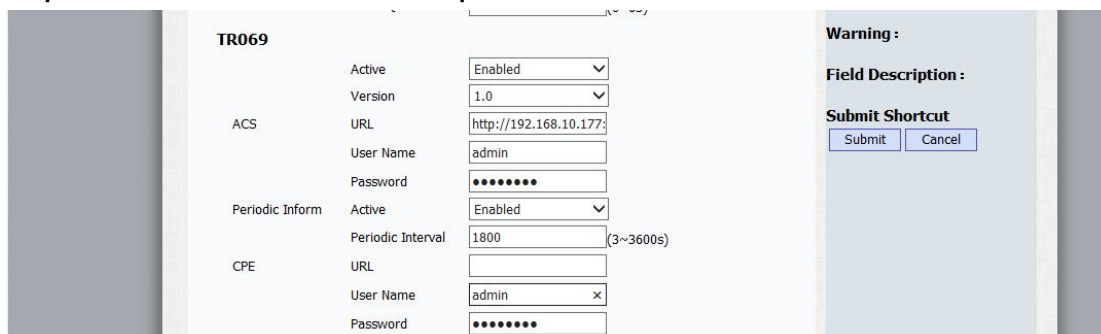 TR069
Active Enabled
Version 1.0
ACS URL http://192.168.10.177:
User Name admin
Password ••••••••
Periodic Inform Active Enabled
Periodic Interval 1800 (3~3600s)
CPE URL
User Name admin ×
Password ••••••••
Warning :
Field Description :
Submit Shortcut
Submit Cancel